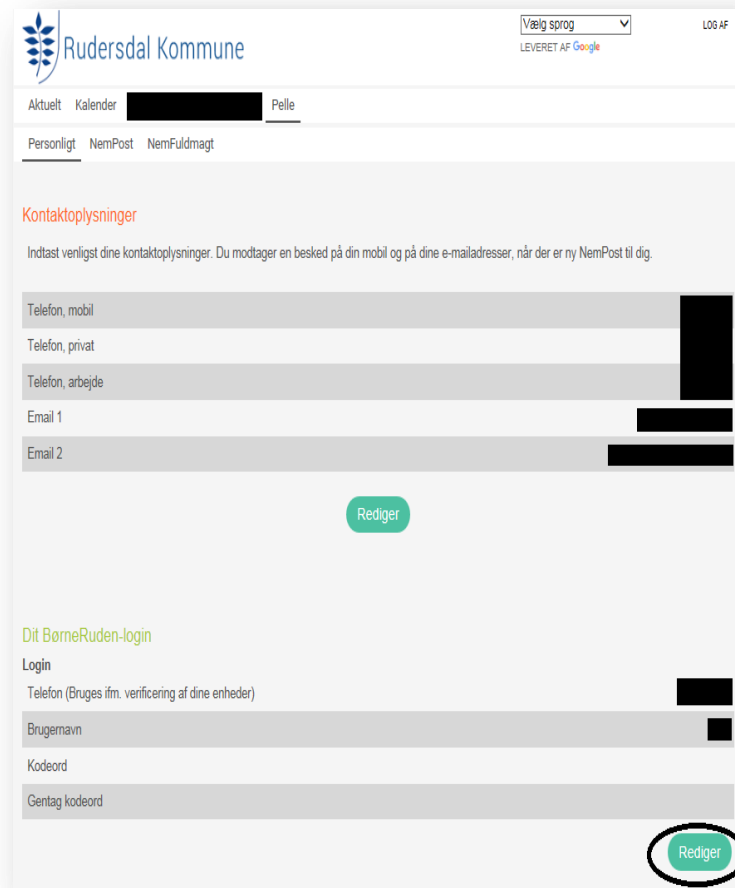 Rudersdal Kommune
Vælg sprog
LOG AF
LEVERET AF Google
Aktuelt Kalender Pelle
Personligt NemPost NemFuldmagt
Kontaktoplysninger
Indtast venligst dine kontaktoplysninger. Du modtager en besked på din mobil og på dine e-mailadresser, når der er ny NemPost til dig.
Telefon, mobil
Telefon, privat
Telefon, arbejde
Email 1
Email 2
Rediger
Dit BørneRuden-login
Login
Telefon (Bruges ifm. verificering af dine enheder)
Brugernavn
Kodeord
Gentag kodeord
Rediger